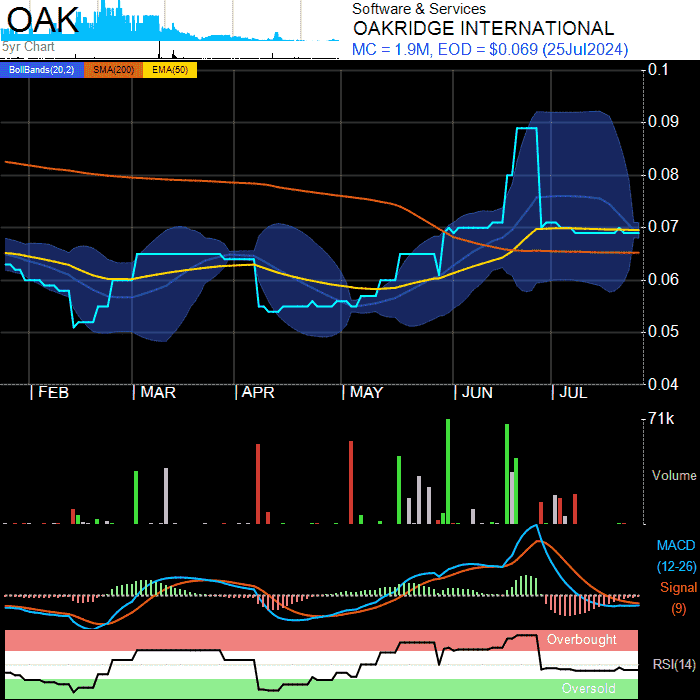 OAK
5yr Chart
Software & Services
OAKRIDGE INTERNATIONAL
MC = 1.9M, EOD = $0.069 (25Jul2024)
BollBands(20,2) SMA(200) EMA(50)
0.1
0.09
0.08
0.07
0.06
0.05
0.04
FEB MAR APR MAY JUN JUL
71k
Volume
MACD
(12-26)
Signal
(9)
Overbought
RSI(14)
Oversold